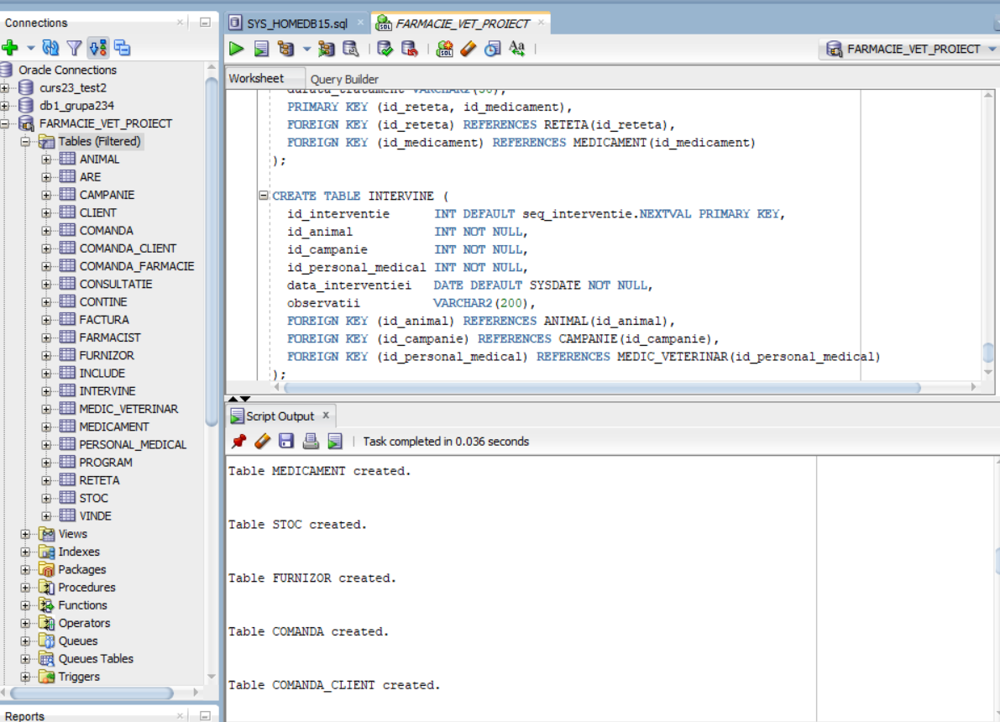 Connections
Oracle Connections
curs23_test2
db1_grupa234
FARMACIE_VET_PROIECT
Tables (Filtered)
ANIMAL
ARE
CAMPANIE
CLIENT
COMANDA
COMANDA_CLIENT
COMANDA_FARMACIE
CONSULTATIE
CONTINE
FACTURA
FARMACIST
FURNIZOR
INCLUDE
INTERVINE
MEDIC_VETERINAR
MEDICAMENT
PERSONAL_MEDICAL
PROGRAM
RETETA
STOC
VINDE
Views
Indexes
Packages
Procedures
Functions
Operators
Queues
Queues Tables
Triggers
Reports
SYS_HOMEDB15.sql
FARMACIE_VET_PROIECT
FARMACIE_VET_PROIECT
Worksheet Query Builder
durata_tratament VARCHAR2(50),
PRIMARY KEY (id_reteta, id_medicament),
FOREIGN KEY (id_reteta) REFERENCES RETETA(id_reteta),
FOREIGN KEY (id_medicament) REFERENCES MEDICAMENT(id_medicament)
);
CREATE TABLE INTERVINE (
id_interventie INT DEFAULT seq_interventie.NEXTVAL PRIMARY KEY,
id_animal INT NOT NULL,
id_campanie INT NOT NULL,
id_personal_medical INT NOT NULL,
data_interventiei DATE DEFAULT SYSDATE NOT NULL,
observatii VARCHAR2(200),
FOREIGN KEY (id_animal) REFERENCES ANIMAL(id_animal),
FOREIGN KEY (id_campanie) REFERENCES CAMPANIE(id_campanie),
FOREIGN KEY (id_personal_medical) REFERENCES MEDIC_VETERINAR(id_personal_medical)
);
Script Output x
Task completed in 0.036 seconds
Table MEDICAMENT created.
Table STOC created.
Table FURNIZOR created.
Table COMANDA created.
Table COMANDA_CLIENT created.